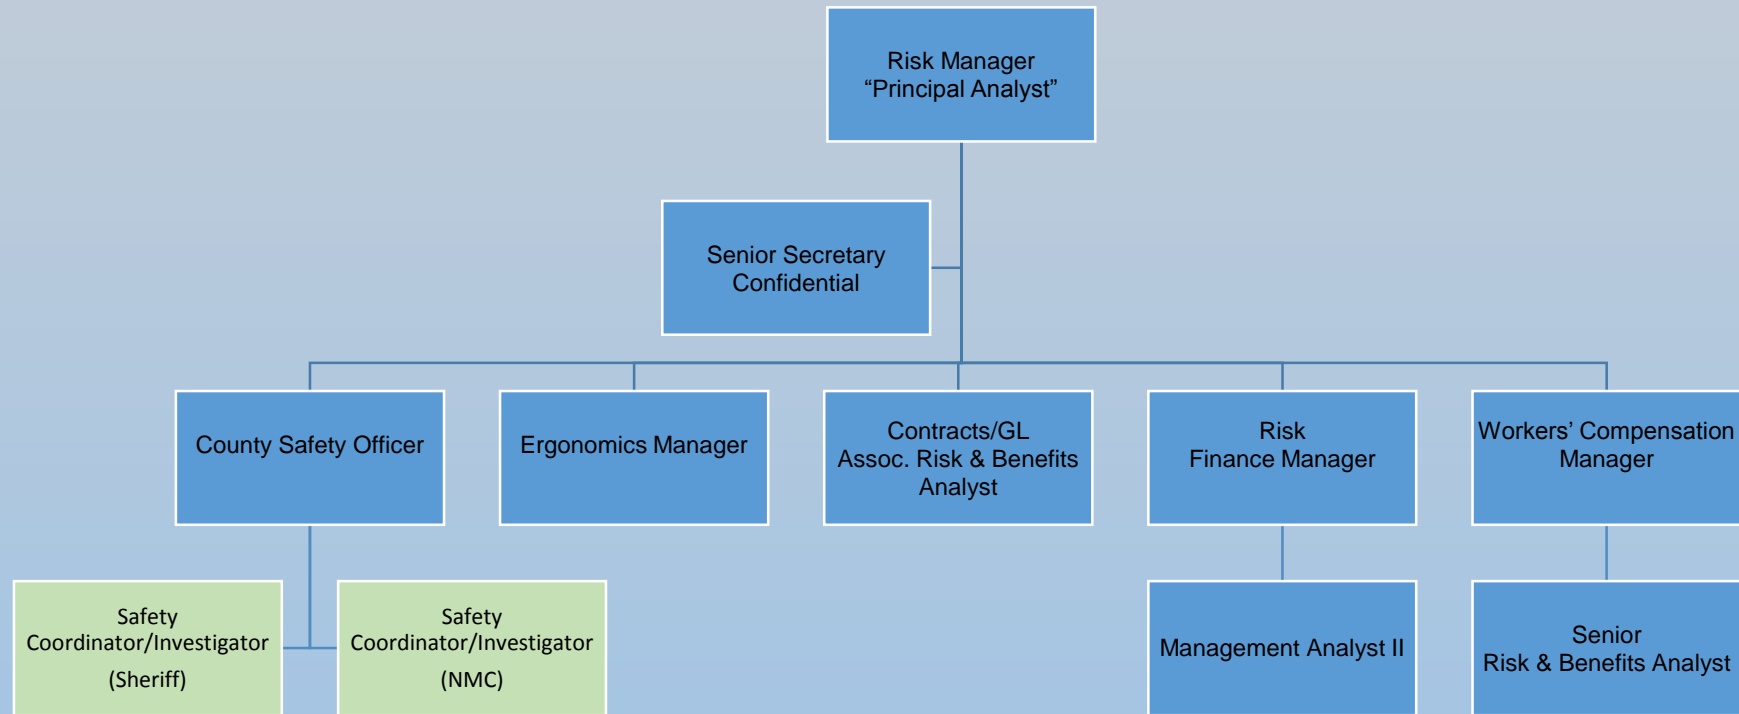 Risk Manager
“Principal Analyst”
Senior Secretary
Confidential
County Safety Officer
Ergonomics Manager
Contracts/GL
Assoc. Risk & Benefits
Analyst
Risk
Finance Manager
Workers’ Compensation
Manager
Safety
Coordinator/Investigator
(Sheriff)
Safety
Coordinator/Investigator
(NMC)
Management Analyst II
Senior
Risk & Benefits Analyst